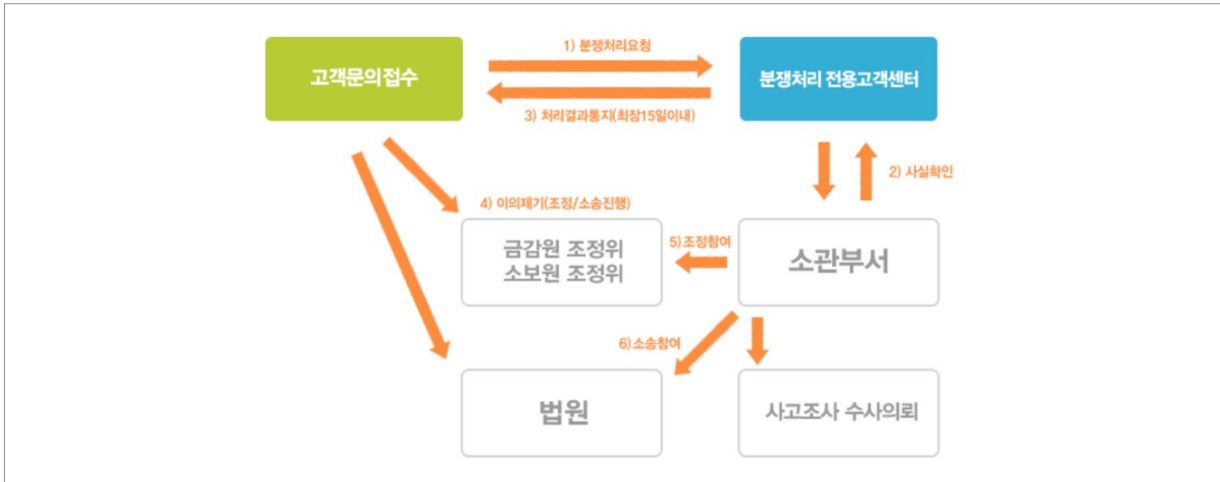 1) 분쟁처리요청
고객문의접수
분쟁처리 전용고객센터
3) 처리결과통지(최장15일이내)
2) 사실확인
4) 이의제기(조정/소송진행)
금감원 조정위
소보원 조정위
5)조정참여
소관부서
6)소송참여
법원
사고조사 수사의뢰